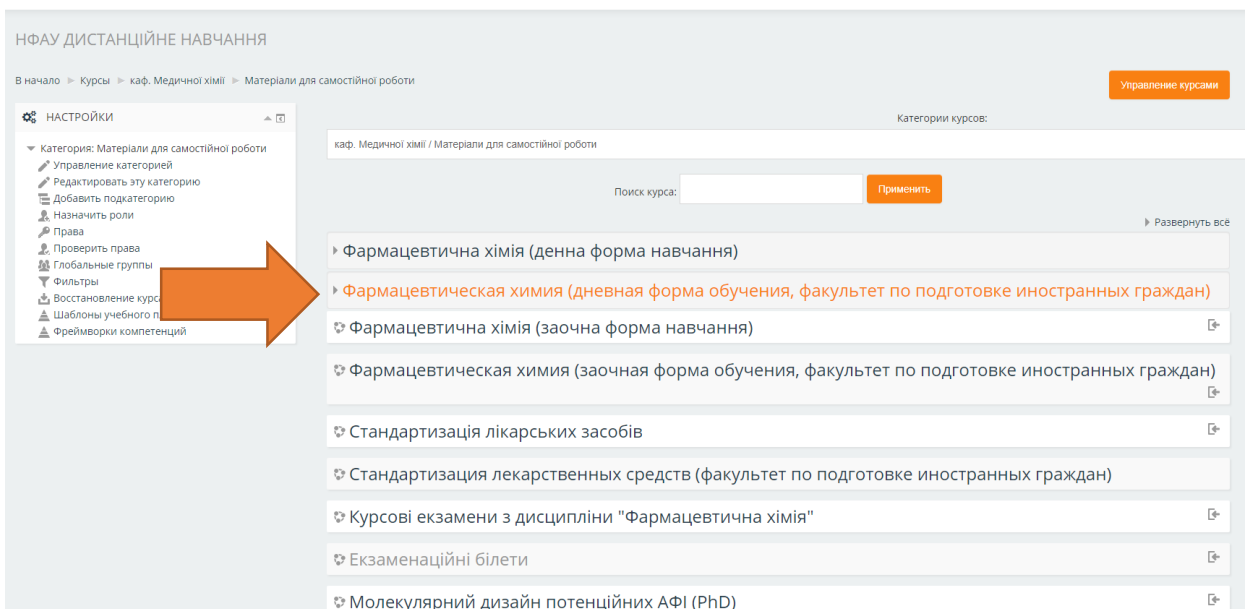 НФАУ ДИСТАНЦІЙНЕ НАВЧАННЯ
В начало ► Курсы ► каф. Медичної хімії ► Матеріали для самостійної роботи
Управление курсами
НАСТРОЙКИ
Категория: Матеріали для самостійної роботи
Управление категорией
Редактировать эту категорию
Добавить подкатегорию
Назначить роли
Права
Проверить права
Глобальные группы
Фильтры
Восстановление
Шаблоны учебного
Фреймворки компетенций
Категории курсов:
каф. Медичної хімії / Матеріали для самостійної роботи
Поиск курса:
Применить
Развернуть всё
Фармацевтична хімія (денна форма навчання)
Фармацевтическая химия (дневная форма обучения, факультет по подготовке иностранных граждан)
Фармацевтична хімія (заочна форма навчання)
Фармацевтическая химия (заочная форма обучения, факультет по подготовке иностранных граждан)
Стандартизація лікарських засобів
Стандартизация лекарственных средств (факультет по подготовке иностранных граждан)
Курсові екзамени з дисципліни "Фармацевтична хімія"
Екзаменаційні білети
Молекулярний дизайн потенційних АФІ (PhD)